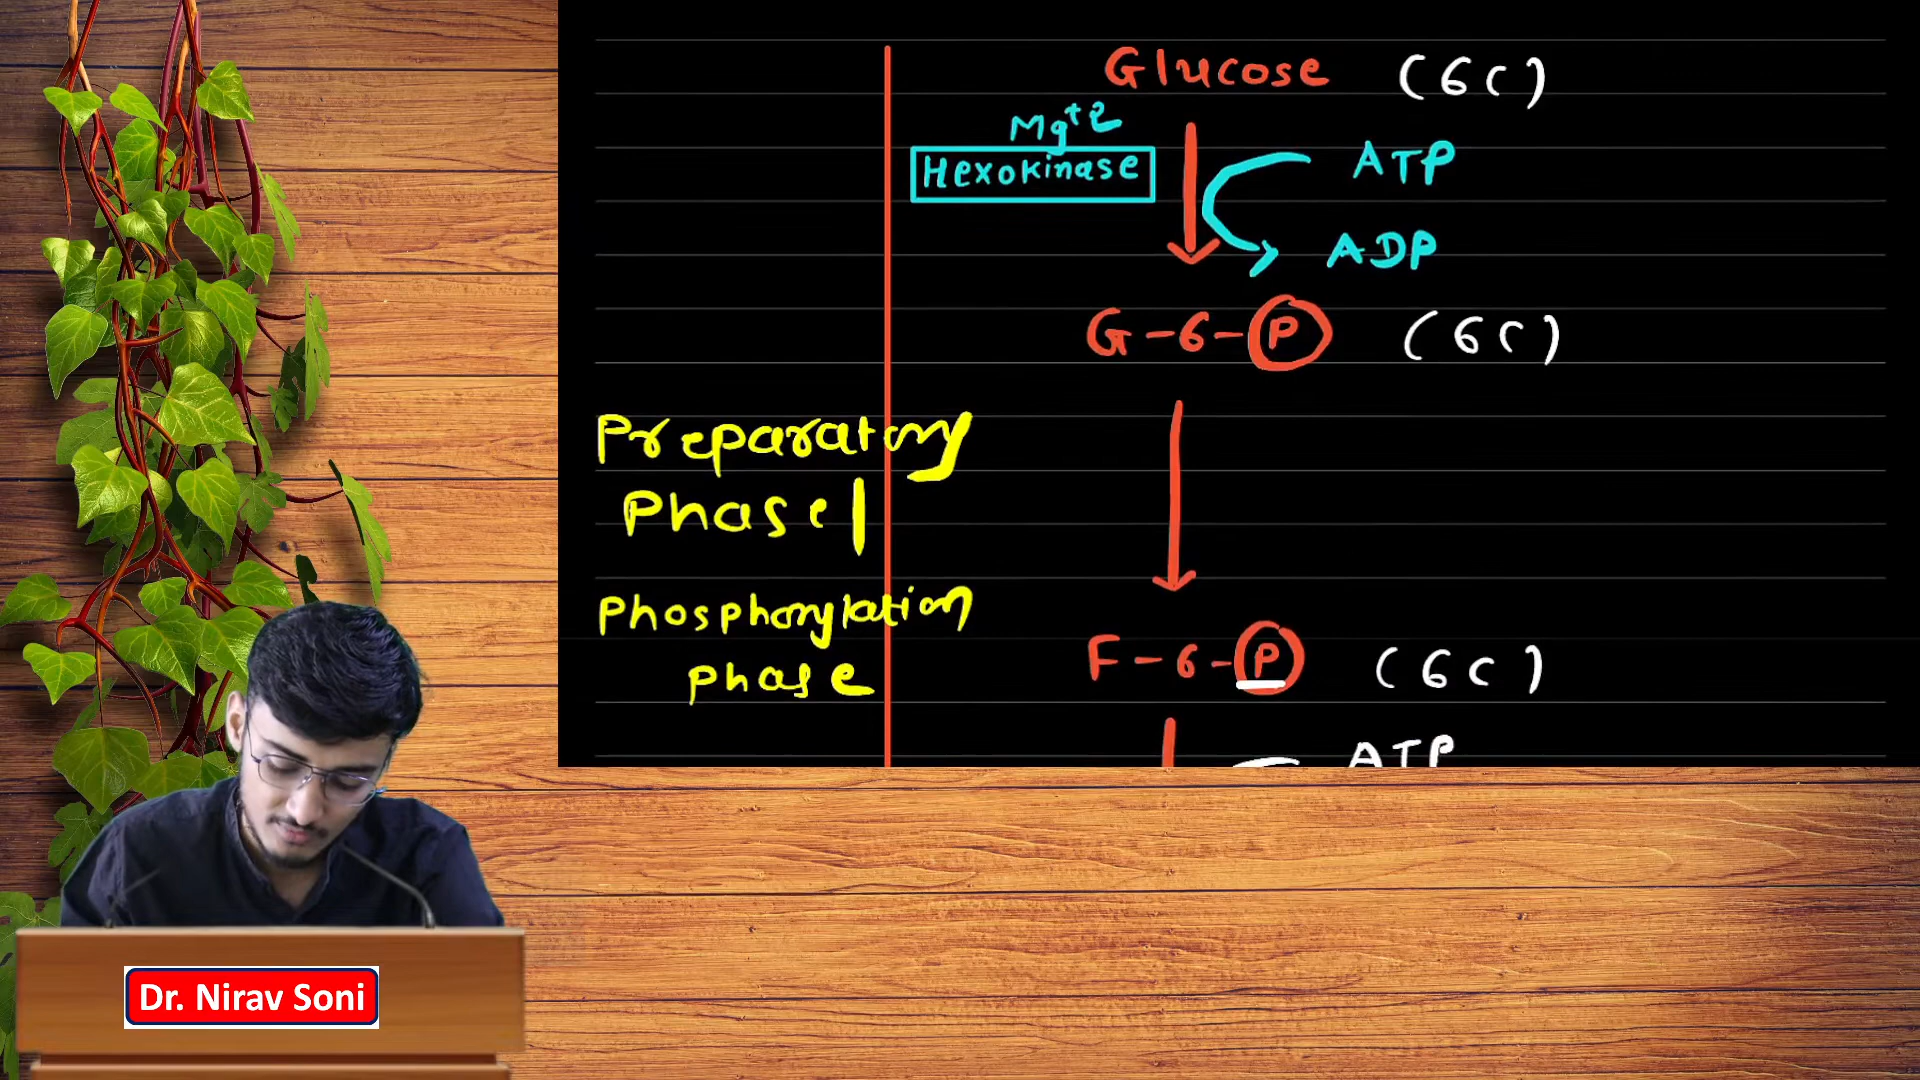 Glucose (6C)
Mg+2
Hexokinase
ATP
ADP
G-6-P (6C)
Preparatory
Phase |
Phosphorylation
phase
F-6-P (6C)
ATP
Dr. Nirav Soni